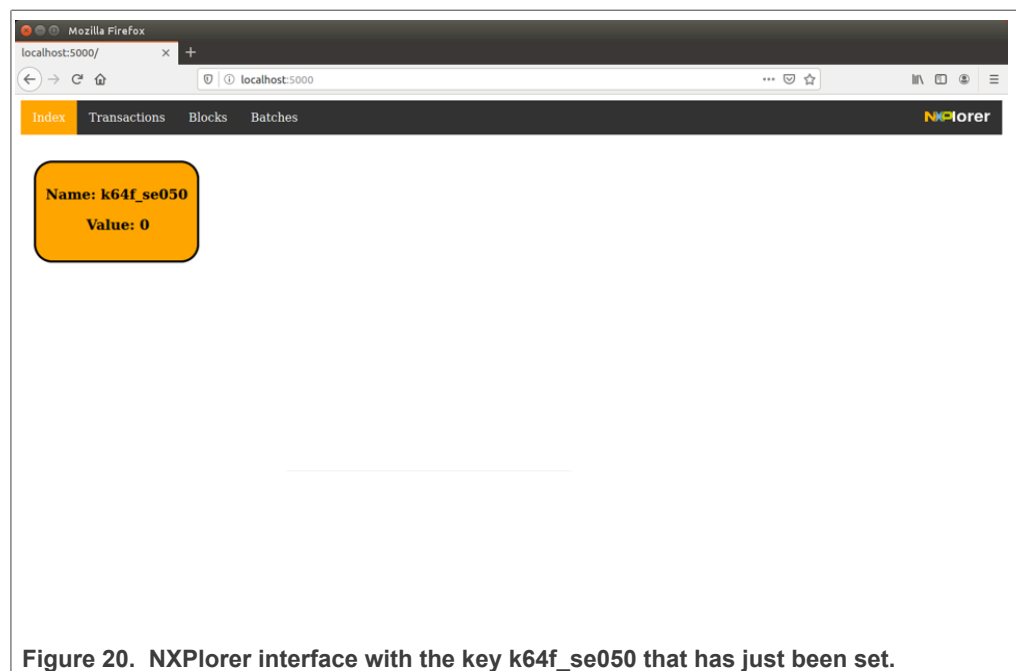 Mozilla Firefox
localhost:5000/ × +
localhost:5000
Index Transactions Blocks Batches NXPlorer
Name: k64f_se050
Value: 0
Figure 20. NXPlorer interface with the key k64f_se050 that has just been set.